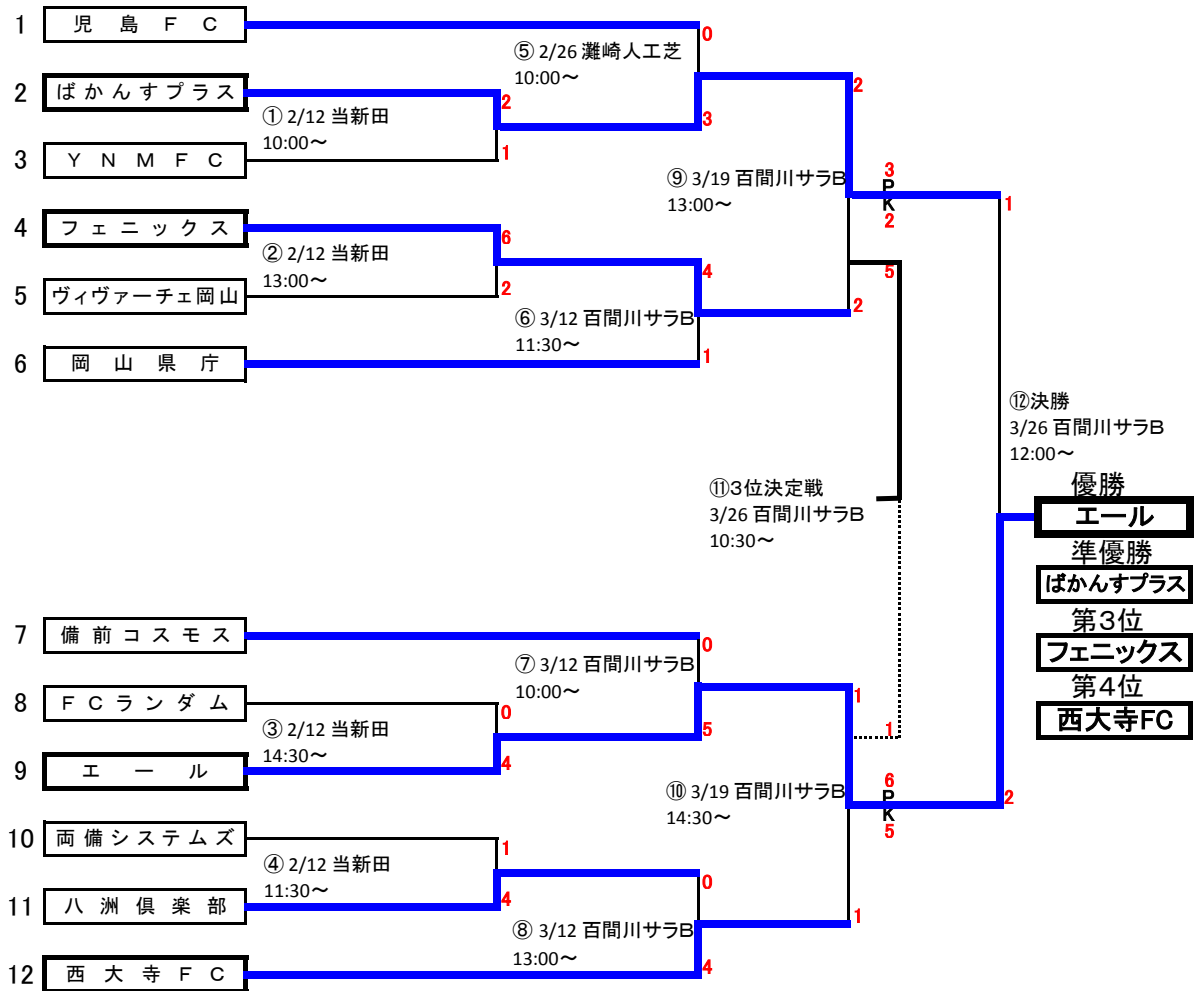 1 児島FC
0
⑤ 2/26 灘崎人工芝
10:00～
2 ばかんすプラス
2
① 2/12 当新田
10:00～
3
2
1
3 YNMFC
⑨ 3/19 百間川サラB
13:00～
3
PK
2
1
4 フェニックス
6
② 2/12 当新田
13:00～
4
5
5 ヴィヴァーチェ岡山
2
⑥ 3/12 百間川サラB
11:30～
2
6 岡山県庁
1
⑫決勝
3/26 百間川サラB
12:00～
⑪3位決定戦
3/26 百間川サラB
10:30～
優勝
エール
準優勝
ばかんすプラス
第3位
フェニックス
第4位
西大寺FC
7 備前コスモス
0
⑦ 3/12 百間川サラB
10:00～
8 FCランダム
0
③ 2/12 当新田
14:30～
5
1
1
9 エール
4
⑩ 3/19 百間川サラB
14:30～
6
PK
5
2
10 両備システムズ
1
④ 2/12 当新田
11:30～
0
11 八洲倶楽部
4
⑧ 3/12 百間川サラB
13:00～
1
12 西大寺FC
4